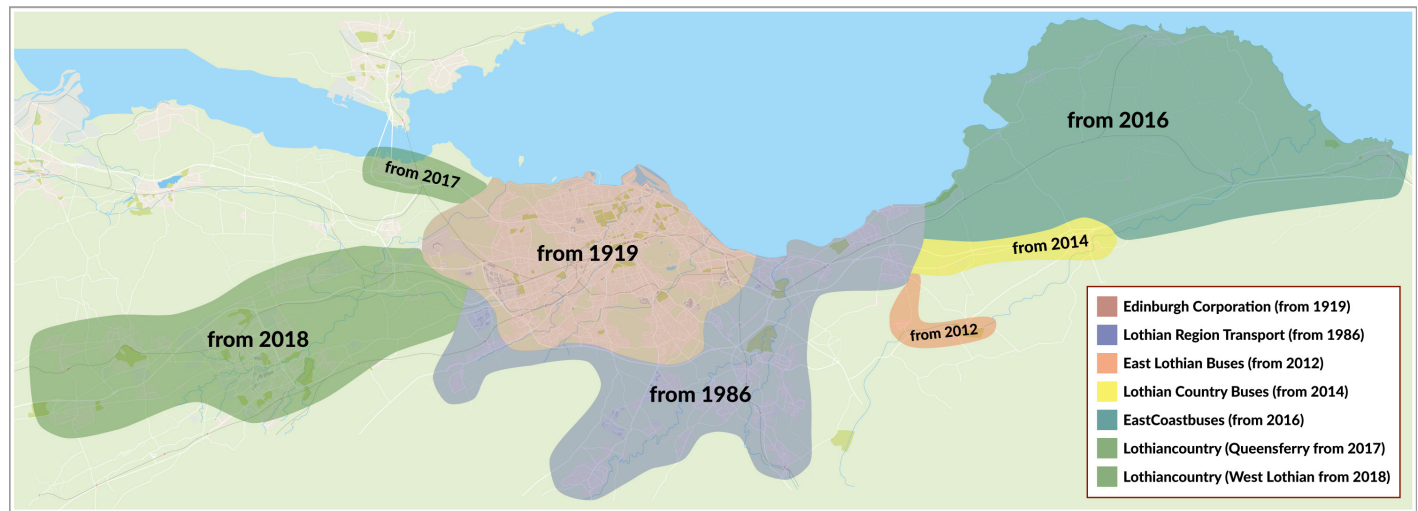 from 2016
from 2017
from 1919
from 2014
from 2012
from 2018
from 1986
Edinburgh Corporation (from 1919)
Lothian Region Transport (from 1986)
East Lothian Buses (from 2012)
Lothian Country Buses (from 2014)
EastCoastbuses (from 2016)
Lothiancountry (Queensferry from 2017)
Lothiancountry (West Lothian from 2018)